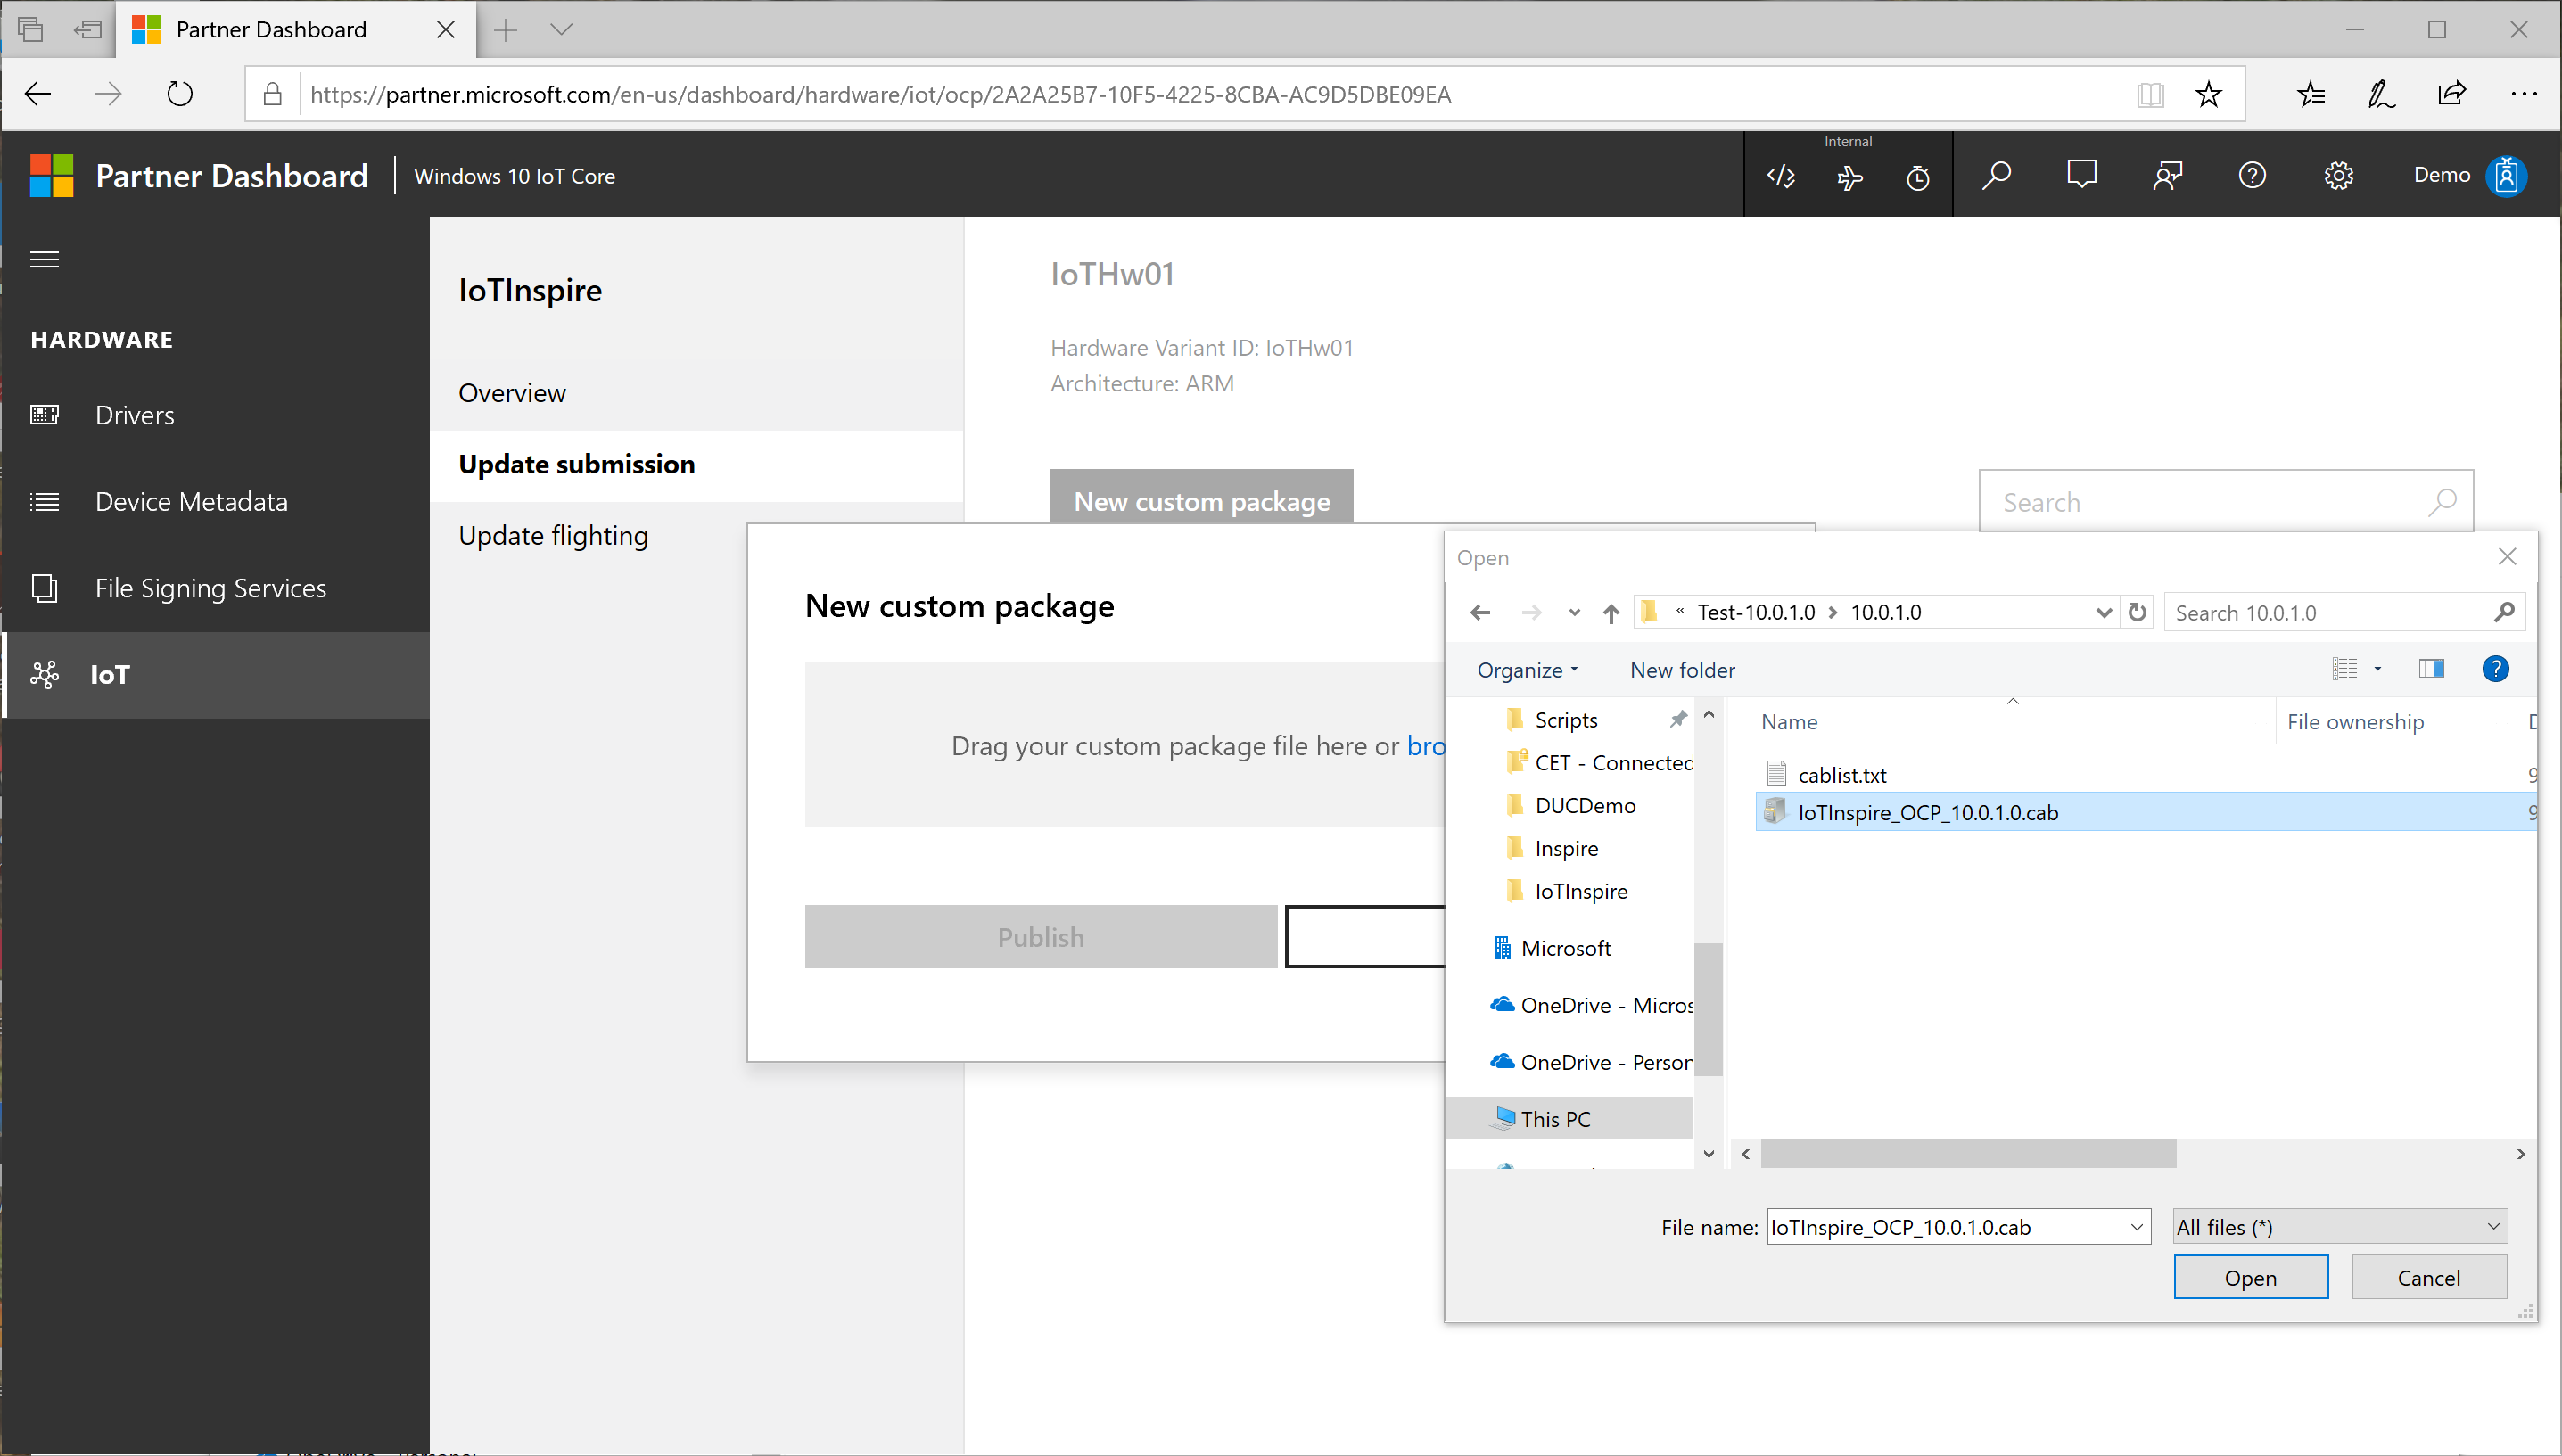 Partner Dashboard
https://partner.microsoft.com/en-us/dashboard/hardware/iot/ocp/2A2A25B7-10F5-4225-8CBA-AC9D5DBE09EA
Partner Dashboard
Windows 10 IoT Core
Internal
Demo
HARDWARE
Drivers
Device Metadata
File Signing Services
IoT
IoTInspire
Overview
Update submission
Update flighting
IoTHw01
Hardware Variant ID: IoTHw01
Architecture: ARM
New custom package
Search
New custom package
Drag your custom package file here or bro
Publish
Open
« Test-10.0.1.0 > 10.0.1.0
Search 10.0.1.0
Organize
New folder
Scripts
CET - Connected
DUCDemo
Inspire
IoTInspire
Microsoft
OneDrive - Micros
OneDrive - Person
This PC
Name
File ownership
cablist.txt
9
IoTInspire_OCP_10.0.1.0.cab
9
File name:
IoTInspire_OCP_10.0.1.0.cab
All files (*)
Open
Cancel